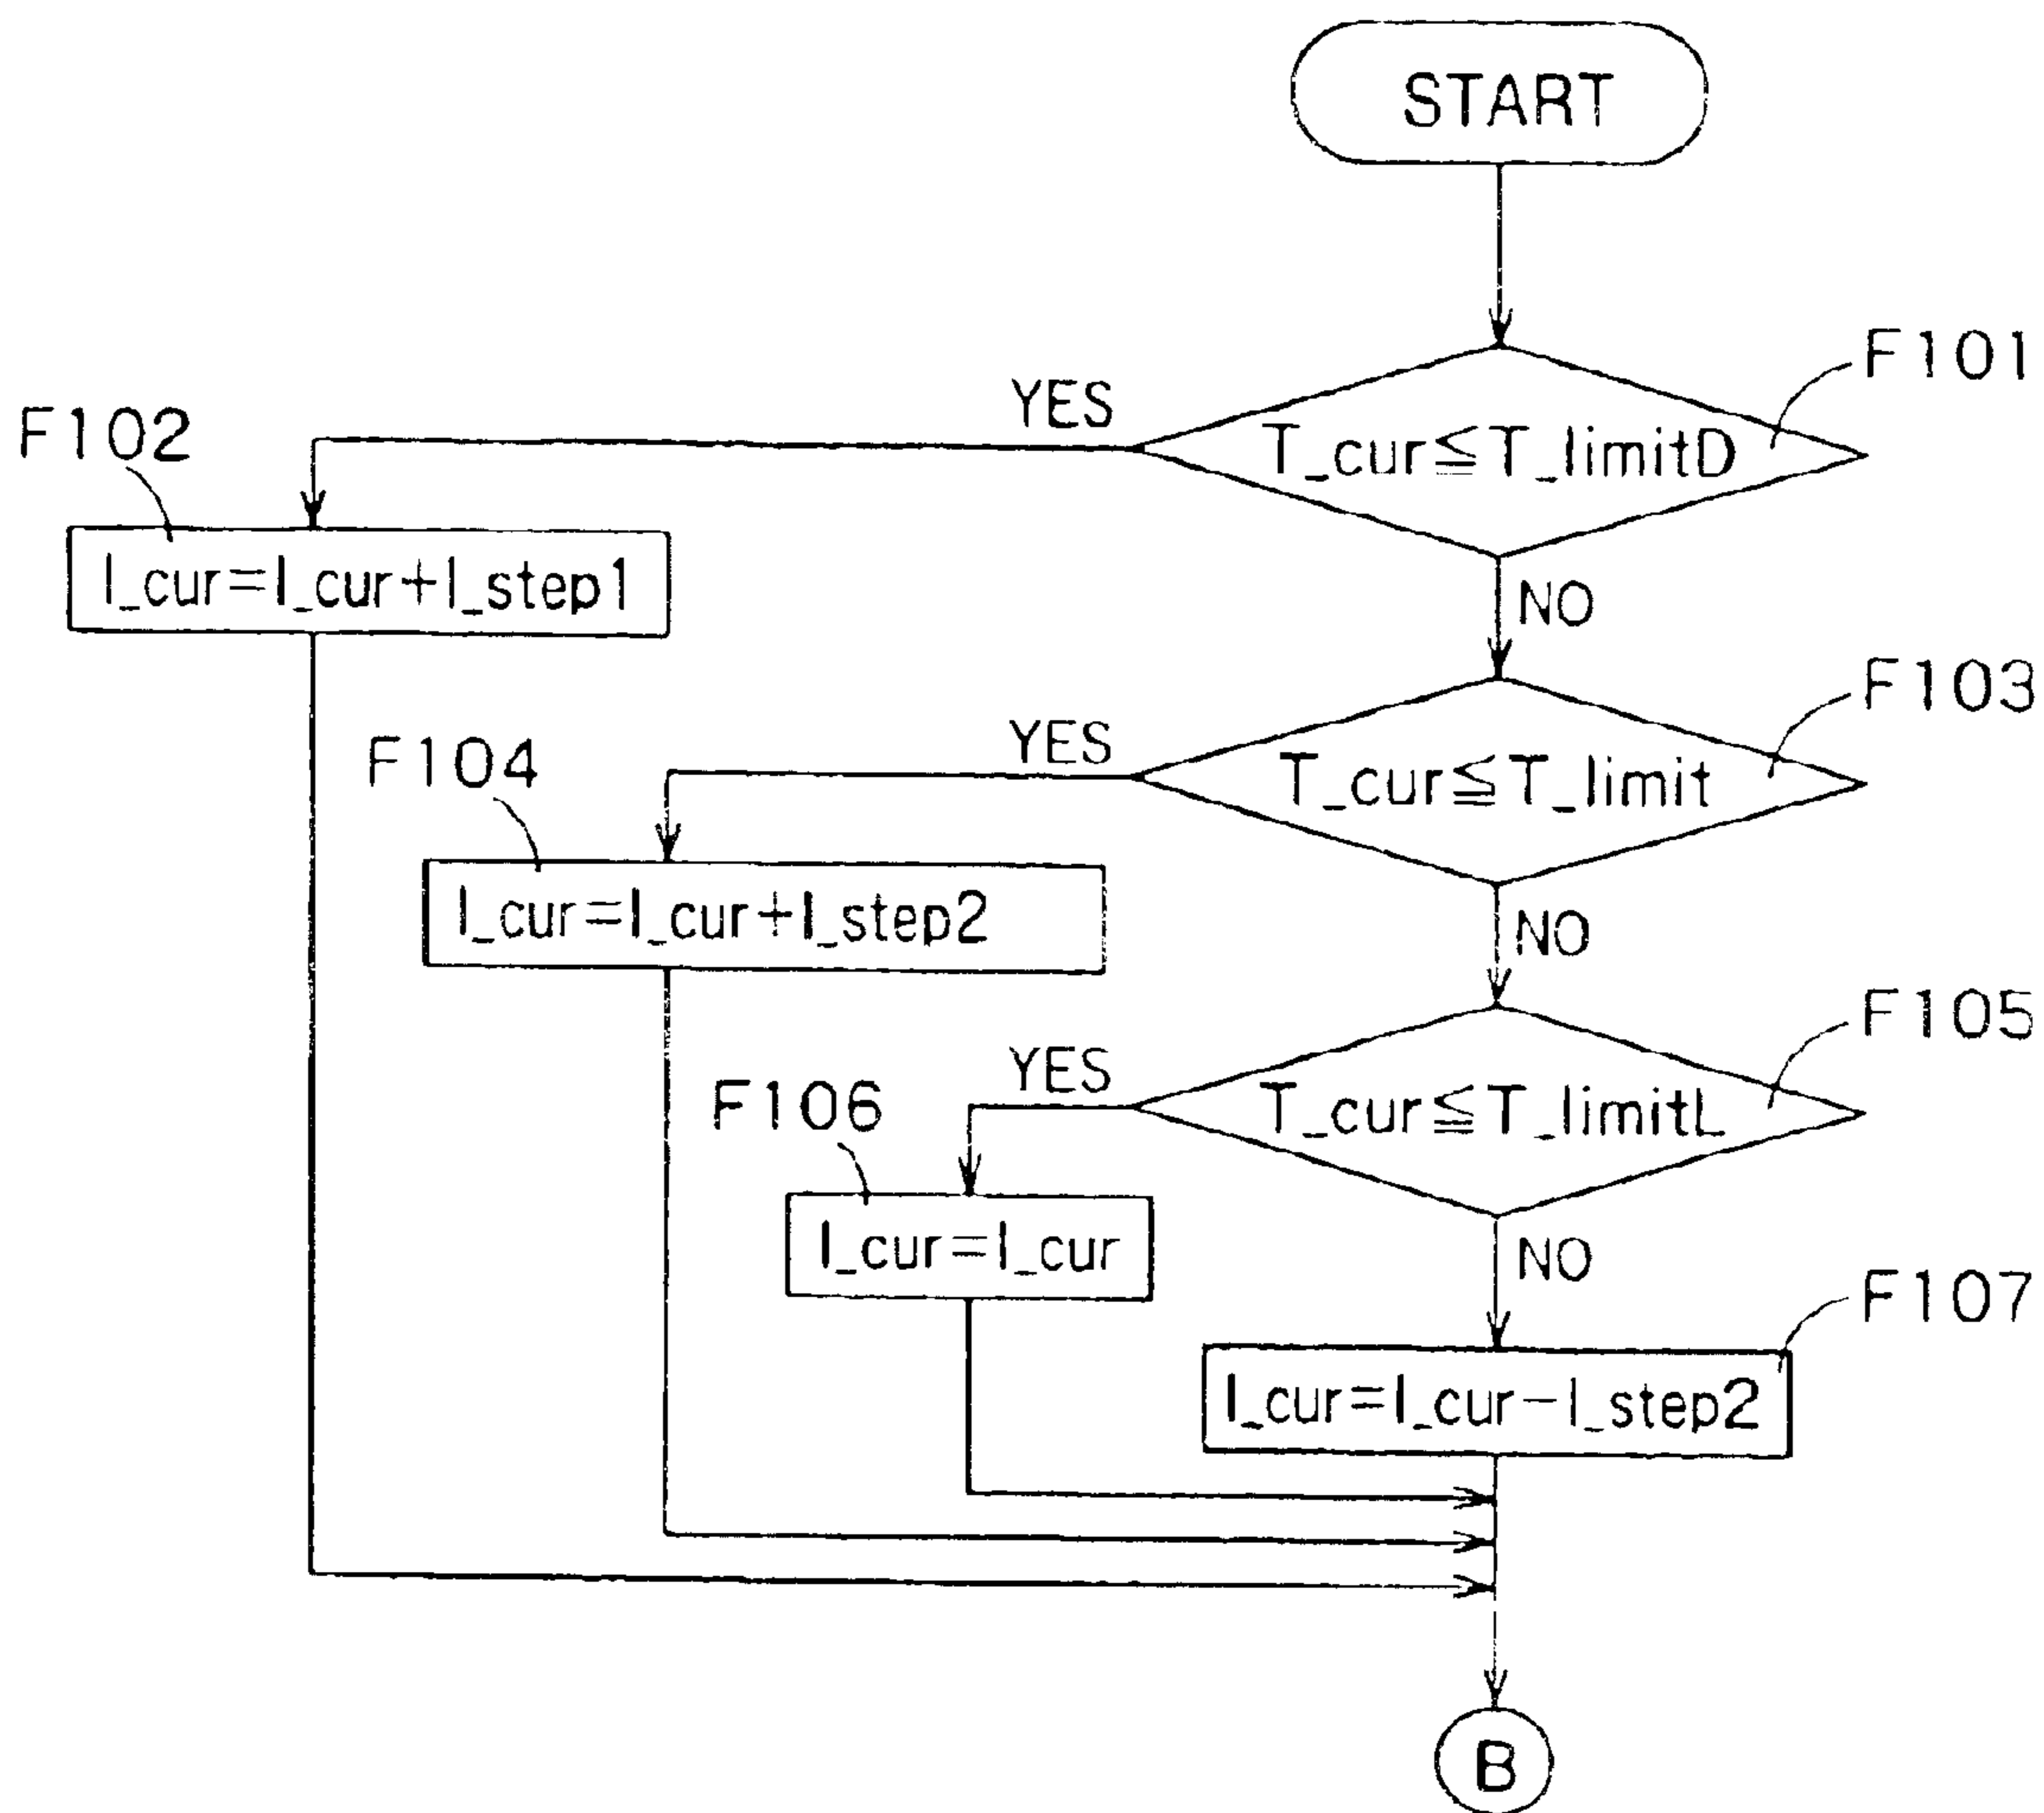 START
F101
YES
T_cur≦T_limitD
F102
I_cur=I_cur+I_step1
NO
F103
YES
T_cur≦T_limit
F104
I_cur=I_cur+I_step2
NO
F105
YES
T_cur≦T_limitL
F106
I_cur=I_cur
NO
F107
I_cur=I_cur−I_step2
B